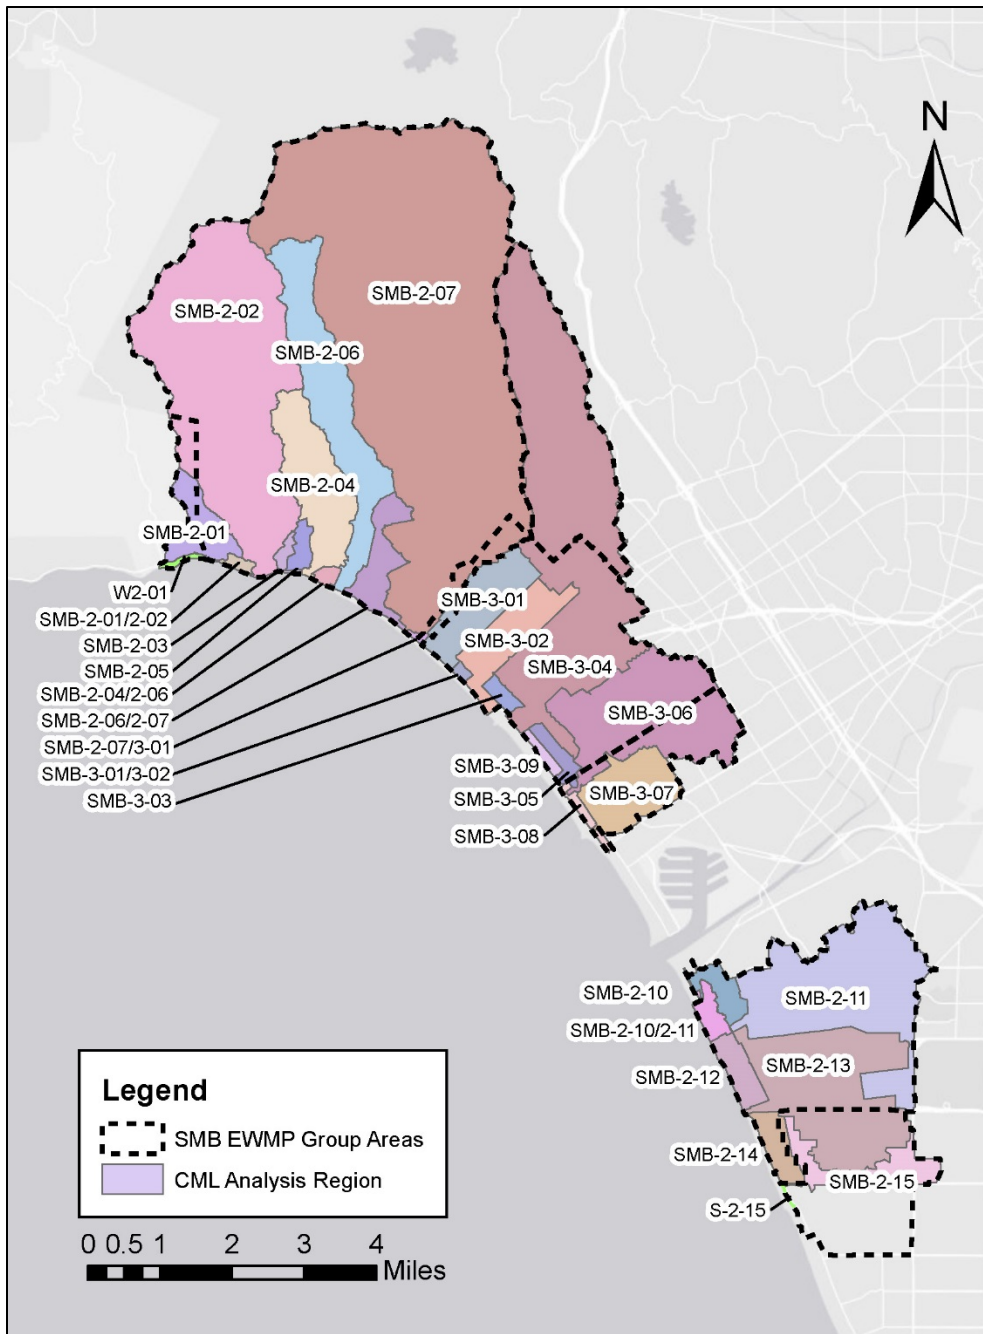 N
SMB-2-07
SMB-2-02
SMB-2-06
SMB-2-04
SMB-2-01
W2-01
SMB-2-01/2-02
SMB-2-03
SMB-2-05
SMB-2-04/2-06
SMB-2-06/2-07
SMB-2-07/3-01
SMB-3-01/3-02
SMB-3-03
SMB-3-01
SMB-3-02
SMB-3-04
SMB-3-06
SMB-3-09
SMB-3-07
SMB-3-05
SMB-3-08
SMB-2-10
SMB-2-11
SMB-2-10/2-11
SMB-2-13
SMB-2-12
SMB-2-14
SMB-2-15
S-2-15
Legend
SMB EWMP Group Areas
CML Analysis Region
0 0.5 1 2 3 4
Miles